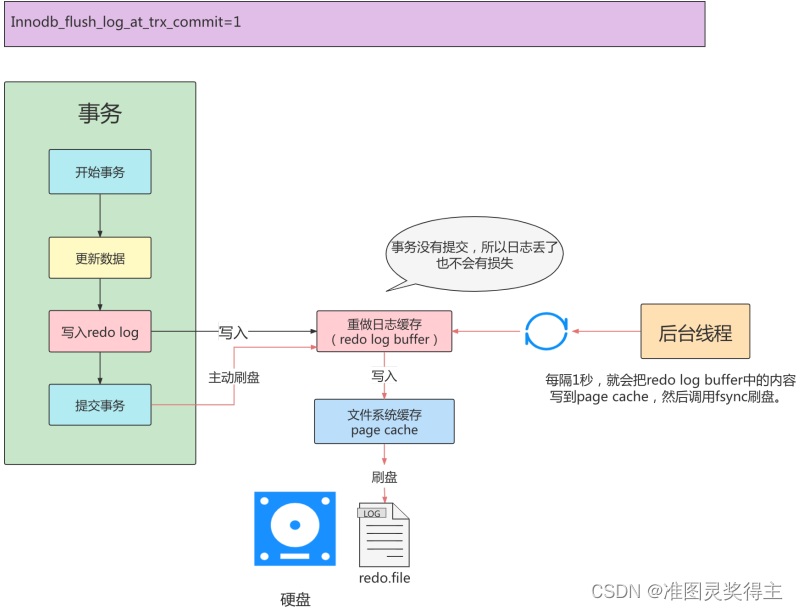 Innodb_flush_log_at_trx_commit=1
事务
开始事务
更新数据
写入redo log
提交事务
写入
主动刷盘
事务没有提交，所以日志丢了
也不会有损失
重做日志缓存
（redo log buffer）
写入
文件系统缓存
page cache
刷盘
LOG
redo.file
硬盘
后台线程
每隔1秒，就会把redo log buffer中的内容
写到page cache，然后调用fsync刷盘。
CSDN @准图灵奖得主